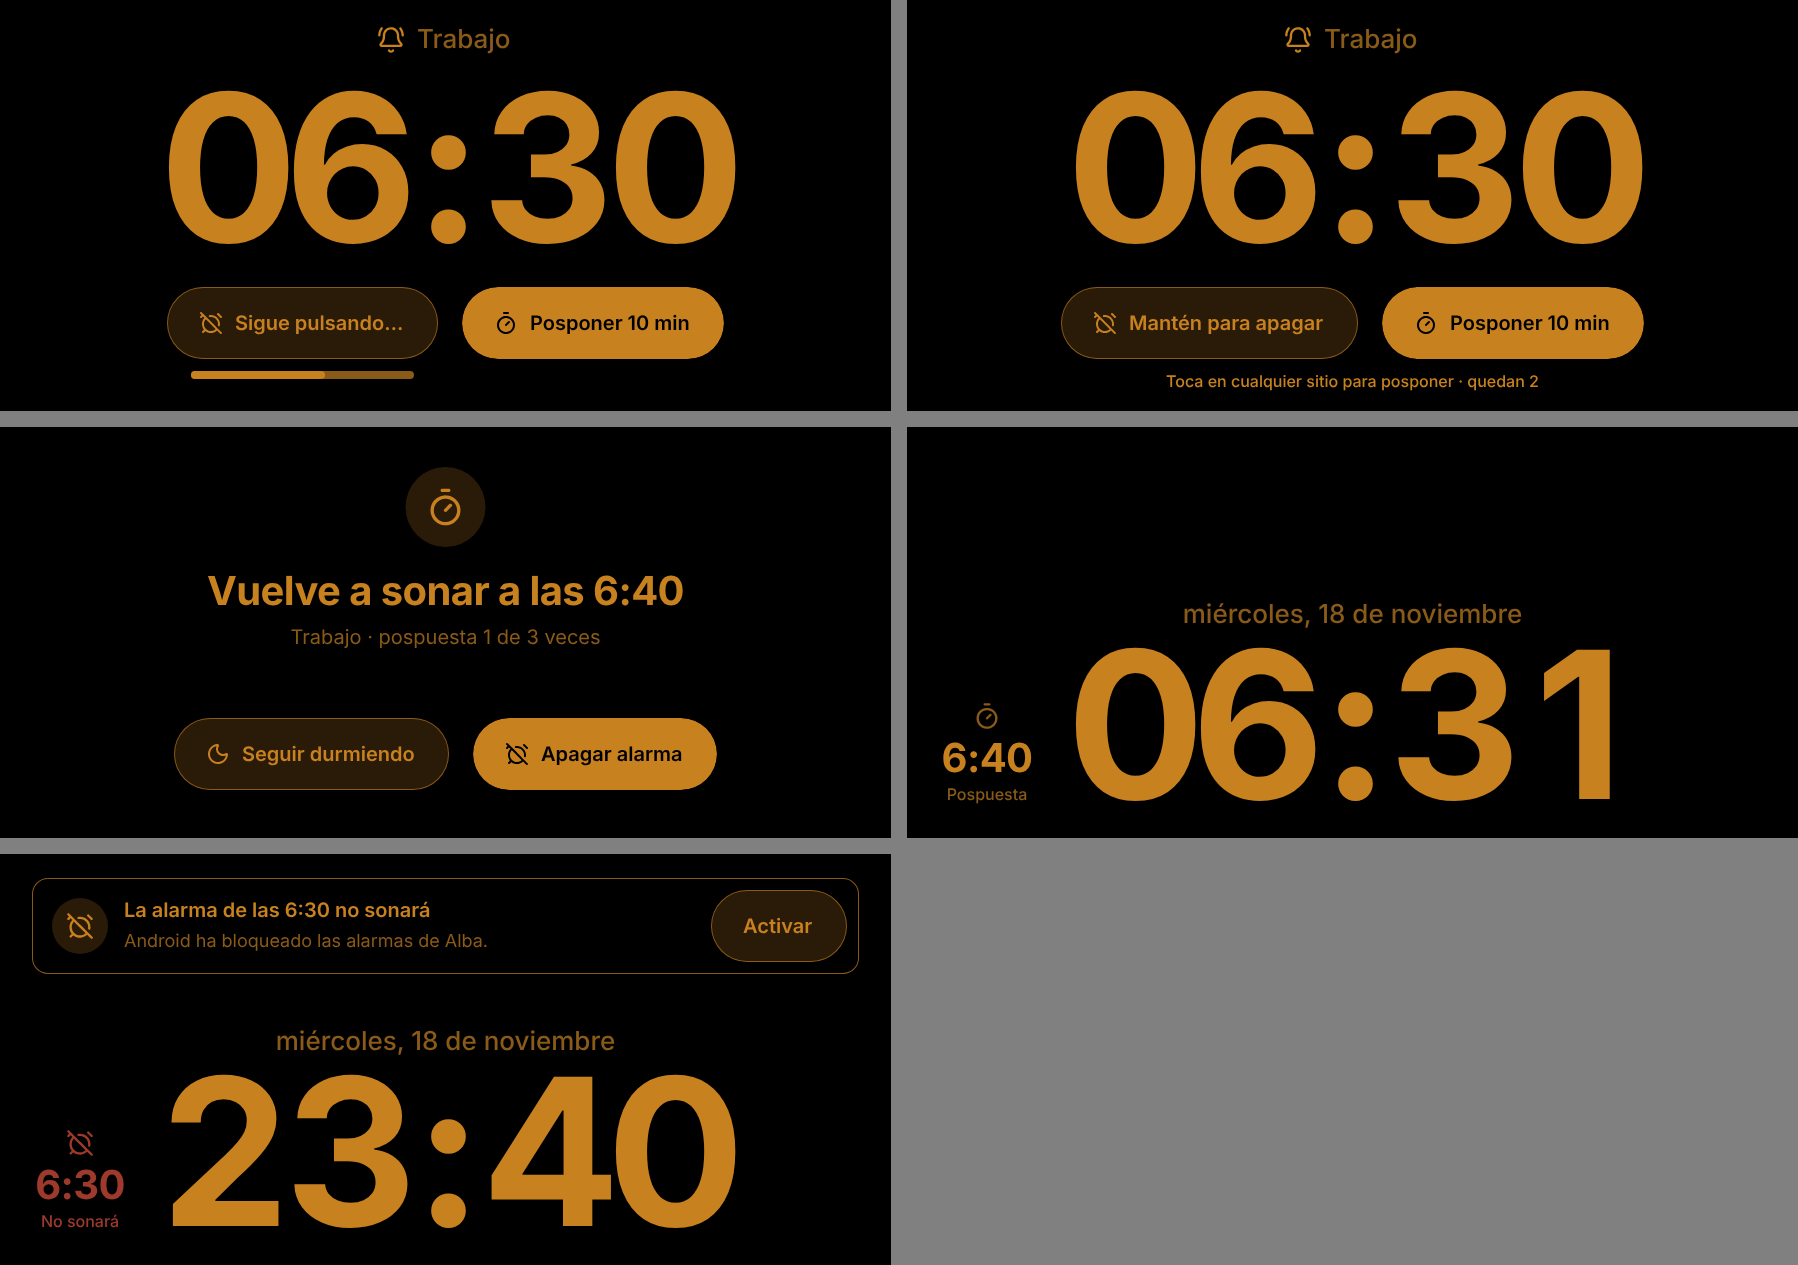 Trabajo
06:30
Sigue pulsando...
Posponer 10 min
Trabajo
06:30
Mantén para apagar
Posponer 10 min
Toca en cualquier sitio para posponer · quedan 2
Vuelve a sonar a las 6:40
Trabajo · pospuesta 1 de 3 veces
Seguir durmiendo
Apagar alarma
miércoles, 18 de noviembre
06:31
6:40
Pospuesta
La alarma de las 6:30 no sonará
Android ha bloqueado las alarmas de Alba.
Activar
miércoles, 18 de noviembre
23:40
6:30
No sonará